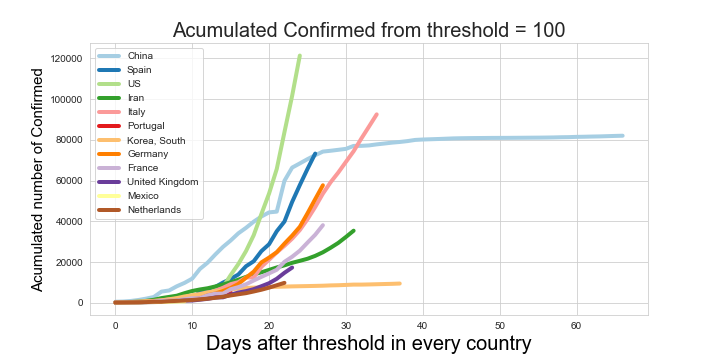 Acumulated Confirmed from threshold = 100
Acumulated number of Confirmed
120000
100000
80000
60000
40000
20000
0
China
Spain
US
Iran
Italy
Portugal
Korea, South
Germany
France
United Kingdom
Mexico
Netherlands
0 10 20 30 40 50 60
Days after threshold in every country